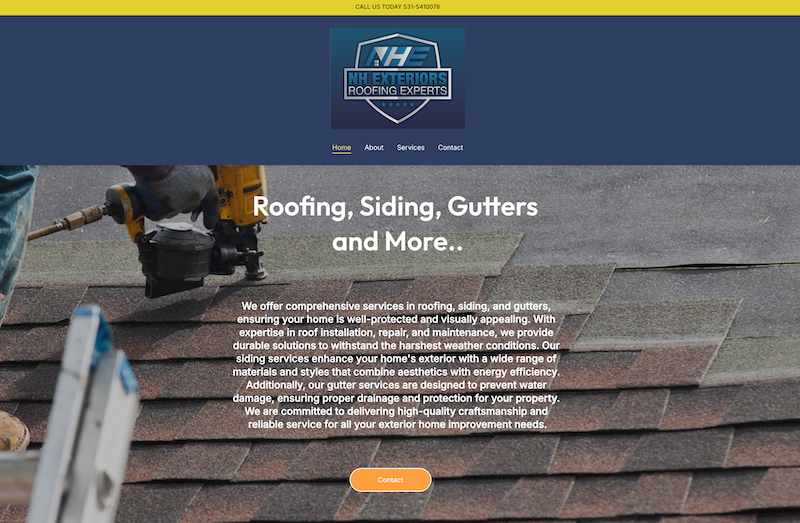 CALL US TODAY 531-5410078
NHE
NH EXTERIORS
ROOFING EXPERTS
Home About Services Contact
Roofing, Siding, Gutters
and More..
We offer comprehensive services in roofing, siding, and gutters,
ensuring your home is well-protected and visually appealing. With
expertise in roof installation, repair, and maintenance, we provide
durable solutions to withstand the harshest weather conditions. Our
siding services enhance your home's exterior with a wide range of
materials and styles that combine aesthetics with energy efficiency.
Additionally, our gutter services are designed to prevent water
damage, ensuring proper drainage and protection for your property.
We are committed to delivering high-quality craftsmanship and
reliable service for all your exterior home improvement needs.
Contact